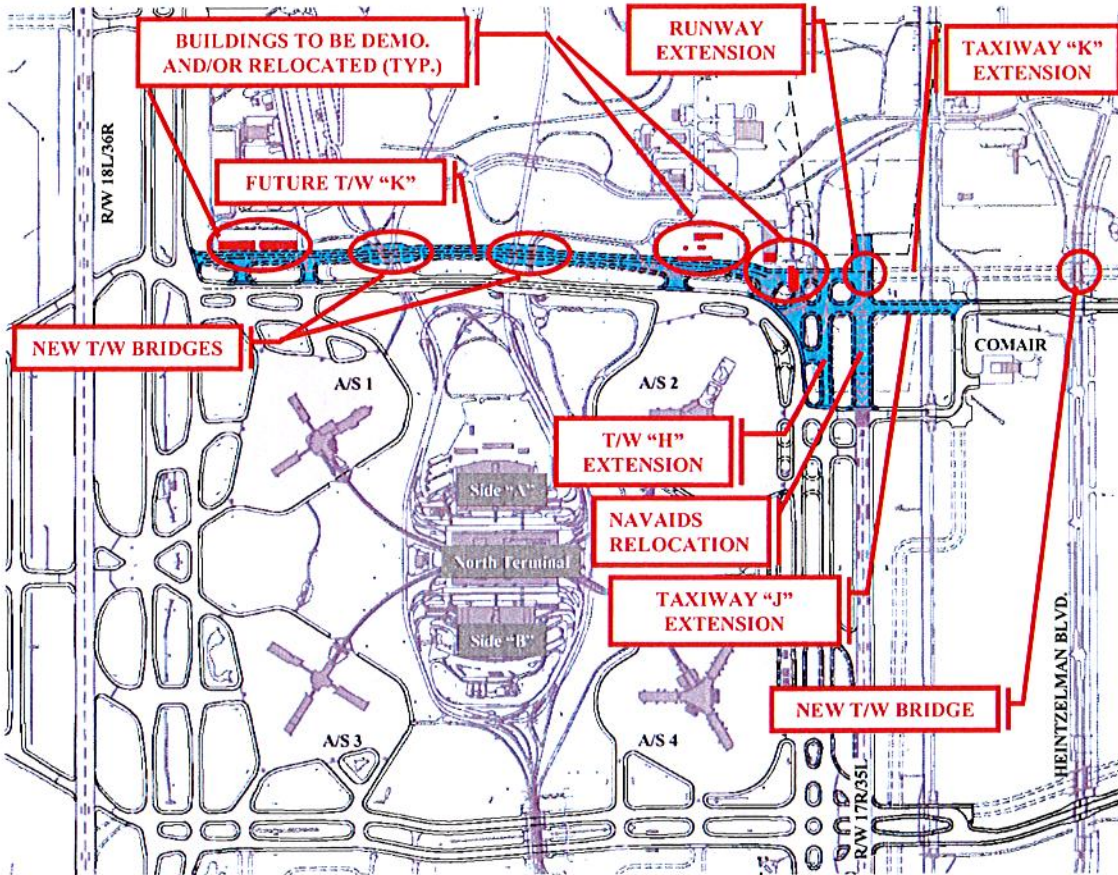 BUILDINGS TO BE DEMO.
AND/OR RELOCATED (TYP.)
RUNWAY
EXTENSION
TAXIWAY “K”
EXTENSION
R/W 18L/36R
FUTURE T/W “K”
NEW T/W BRIDGES
COMAIR
A/S 1
A/S 2
T/W “H”
EXTENSION
Side “A”
NAVAIDS
RELOCATION
North Terminal
TAXIWAY “J”
EXTENSION
Side “B”
NEW T/W BRIDGE
HEINTZELMAN BLVD.
A/S 3
A/S 4
R/W 17R/35L